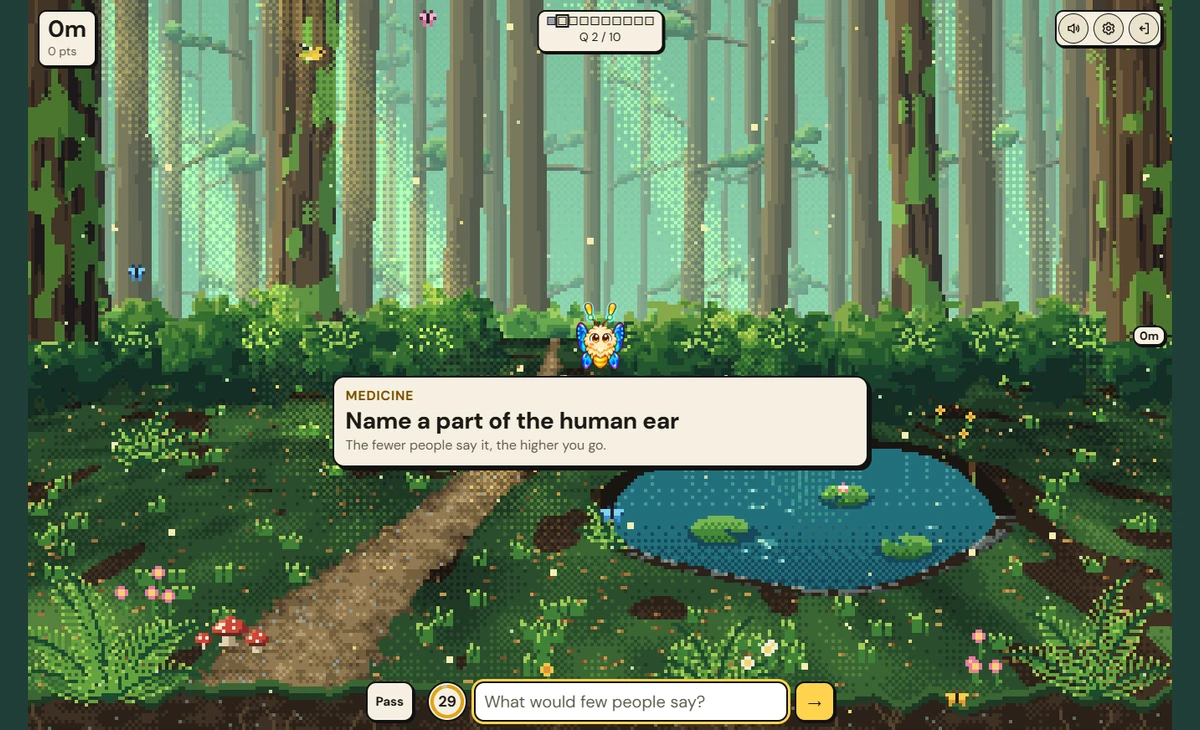 0m
0 pts
Q 2 / 10
0m
MEDICINE
Name a part of the human ear
The fewer people say it, the higher you go.
Pass
29
What would few people say?
→